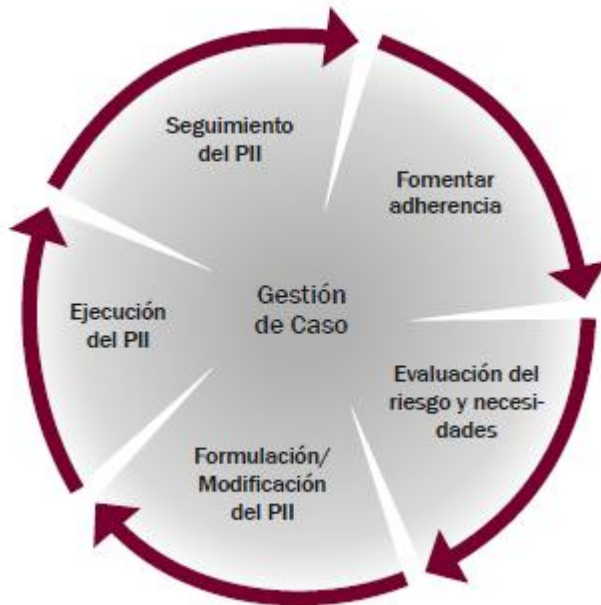 Seguimiento
del PII
Fomentar
adherencia
Gestión
de Caso
Ejecución
del PII
Evaluación del
riesgo y necesi-
dades
Formulación/
Modificación
del PII